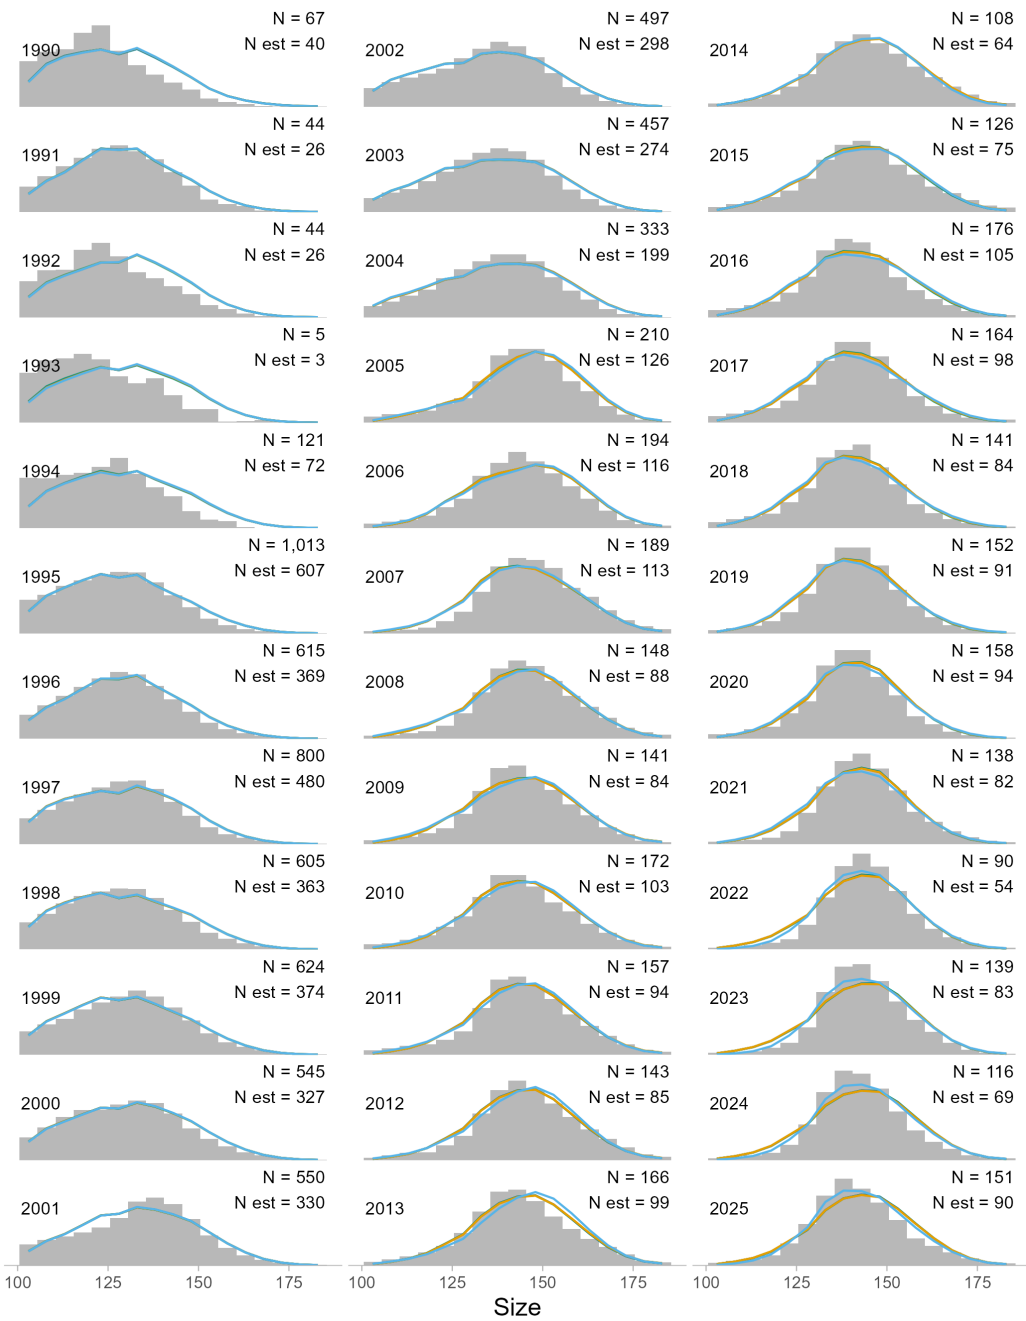 1990
N = 67
N est = 40
1991
N = 44
N est = 26
1992
N = 44
N est = 26
1993
N = 5
N est = 3
1994
N = 121
N est = 72
1995
N = 1,013
N est = 607
1996
N = 615
N est = 369
1997
N = 800
N est = 480
1998
N = 605
N est = 363
1999
N = 624
N est = 374
2000
N = 545
N est = 327
2001
N = 550
N est = 330
100 125 150 175
2002
N = 497
N est = 298
2003
N = 457
N est = 274
2004
N = 333
N est = 199
2005
N = 210
N est = 126
2006
N = 194
N est = 116
2007
N = 189
N est = 113
2008
N = 148
N est = 88
2009
N = 141
N est = 84
2010
N = 172
N est = 103
2011
N = 157
N est = 94
2012
N = 143
N est = 85
2013
N = 166
N est = 99
100 125 150 175
2014
N = 108
N est = 64
2015
N = 126
N est = 75
2016
N = 176
N est = 105
2017
N = 164
N est = 98
2018
N = 141
N est = 84
2019
N = 152
N est = 91
2020
N = 158
N est = 94
2021
N = 138
N est = 82
2022
N = 90
N est = 54
2023
N = 139
N est = 83
2024
N = 116
N est = 69
2025
N = 151
N est = 90
100 125 150 175
Size